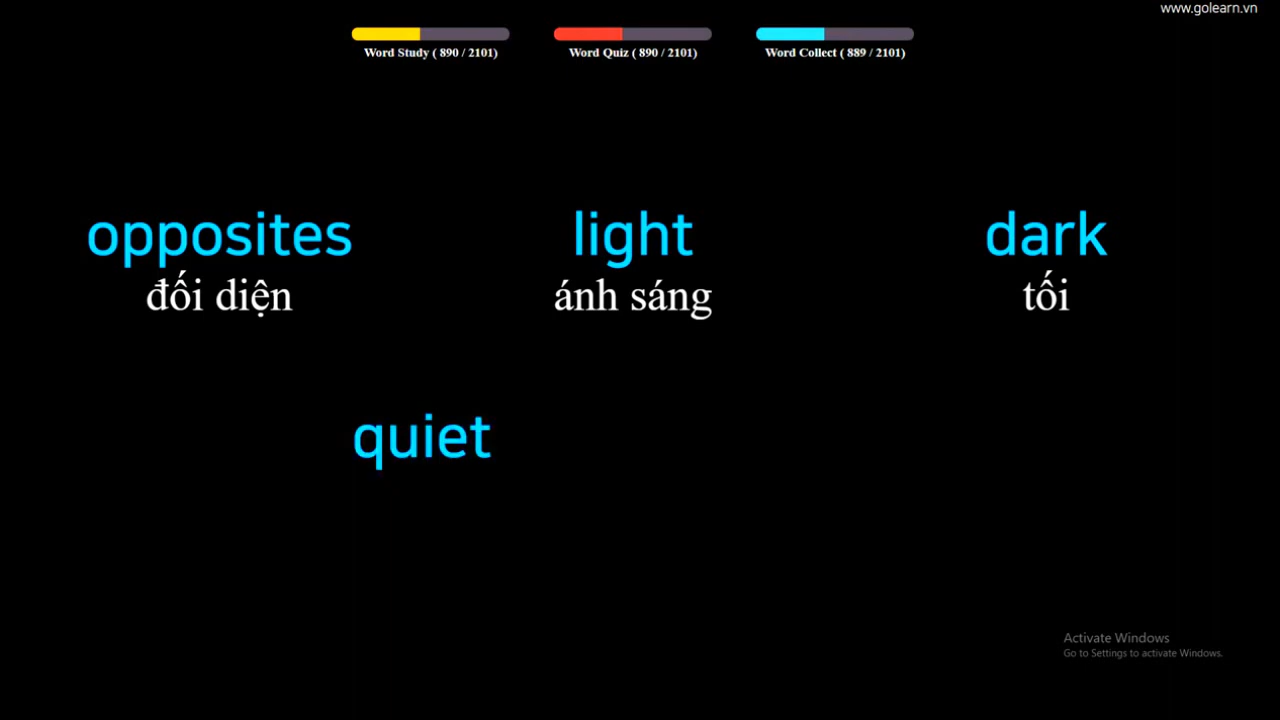 www.golearn.vn
Word Study ( 890 / 2101) Word Quiz ( 890 / 2101) Word Collect ( 889 / 2101)
opposites light dark
đối diện ánh sáng tối
quiet
Activate Windows
Go to Settings to activate Windows.